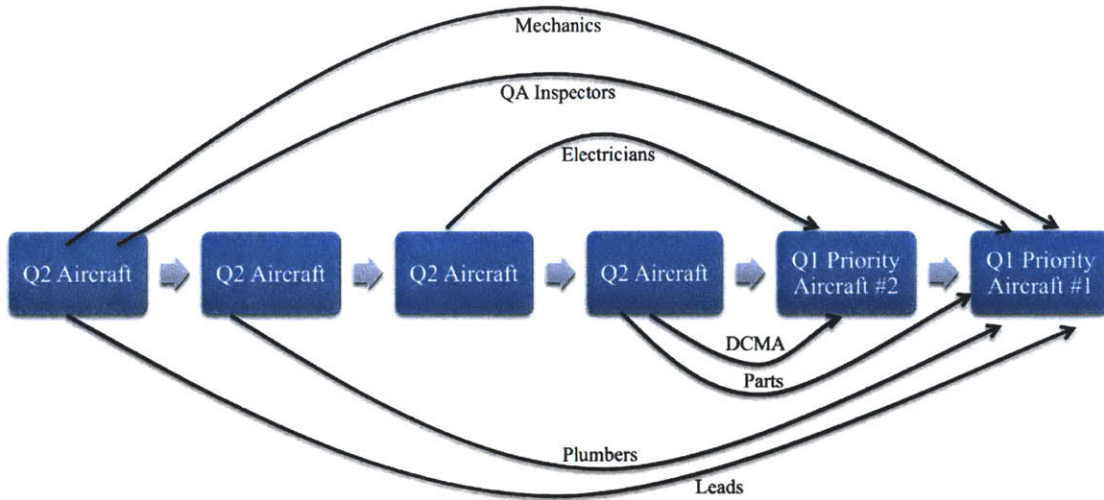 Mechanics
QA Inspectors
Electricians
Q2 Aircraft
Q2 Aircraft
Q2 Aircraft
Q2 Aircraft
Q1 Priority
Aircraft #2
Q1 Priority
Aircraft #1
DCMA
Parts
Plumbers
Leads